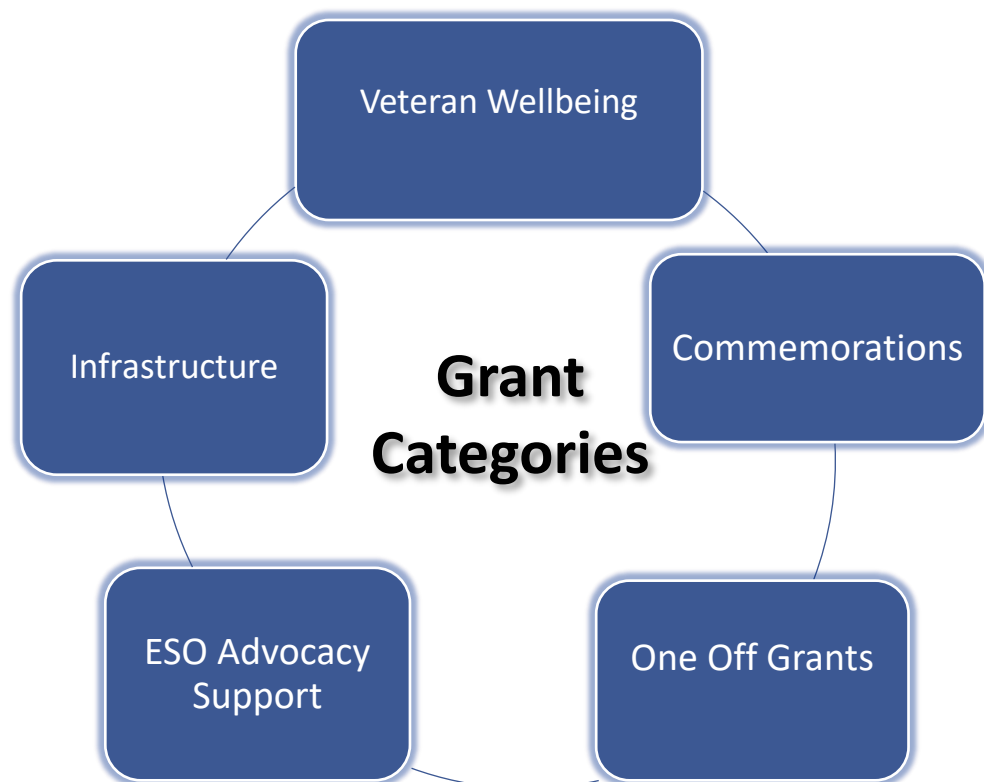 Veteran Wellbeing
Commemorations
One Off Grants
ESO Advocacy
Support
Infrastructure
Grant
Categories